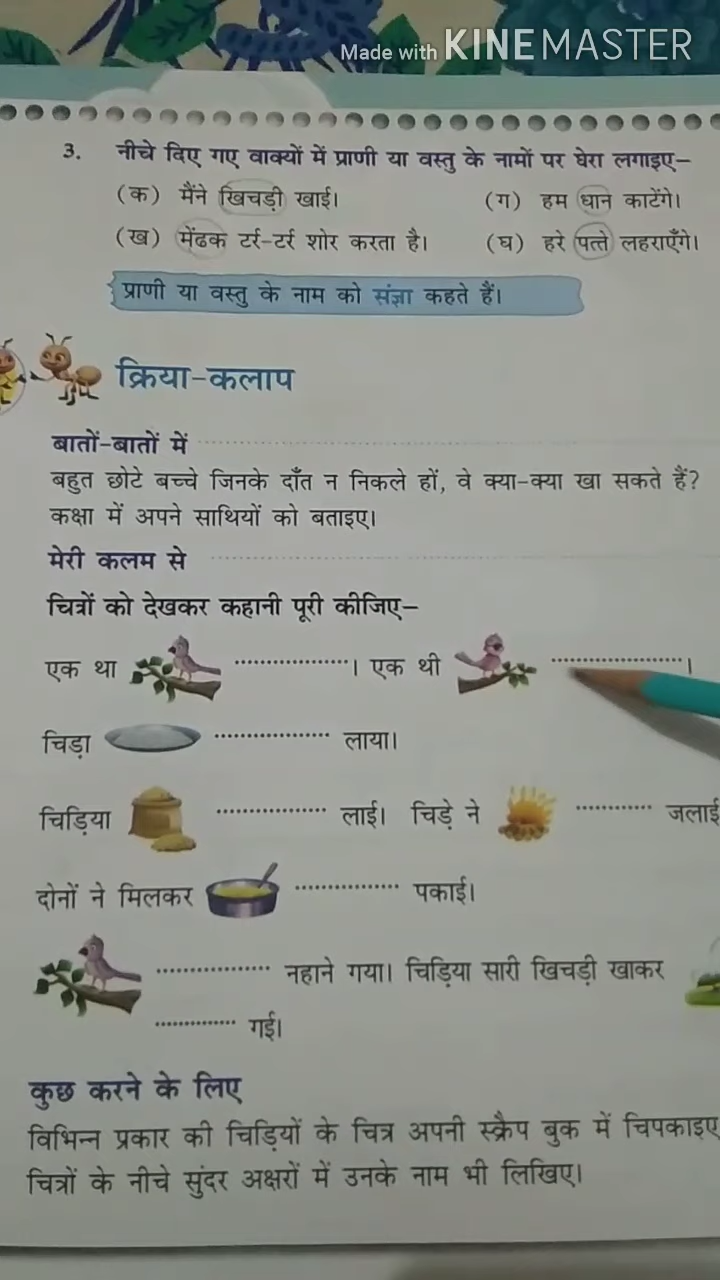 Made with KINEMASTER
3. नीचे दिए गए वाक्यों में प्राणी या वस्तु के नामों पर घेरा लगाइए–
(क) मैंने खिचड़ी खाई। (ग) हम धान काटेंगे।
(ख) मेंढक टर्र-टर्र शोर करता है। (घ) हरे पत्ते लहराएँगे।
प्राणी या वस्तु के नाम को संज्ञा कहते हैं।
क्रिया-कलाप
बातों-बातों में
बहुत छोटे बच्चे जिनके दाँत न निकले हों, वे क्या-क्या खा सकते हैं?
कक्षा में अपने साथियों को बताइए।
मेरी कलम से
चित्रों को देखकर कहानी पूरी कीजिए–
एक था ...................। एक थी ......................।
चिड़ा ................... लाया।
चिड़िया ................... लाई। चिड़े ने ............. जलाई
दोनों ने मिलकर .................. पकाई।
................... नहाने गया। चिड़िया सारी खिचड़ी खाकर
.............. गई।
कुछ करने के लिए
विभिन्न प्रकार की चिड़ियों के चित्र अपनी स्क्रैप बुक में चिपकाइए
चित्रों के नीचे सुंदर अक्षरों में उनके नाम भी लिखिए।